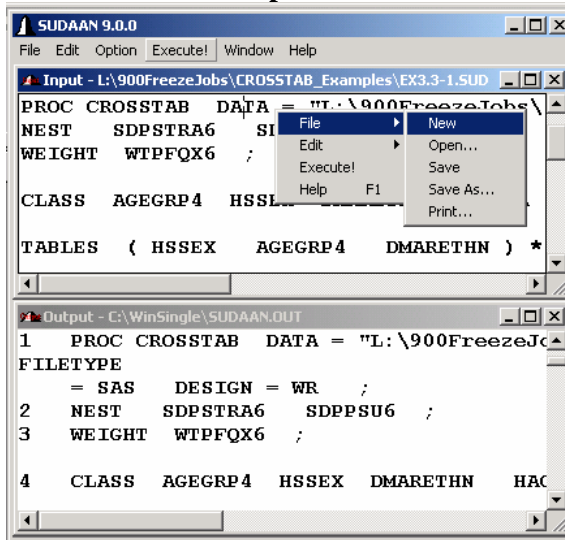 SUDAAN 9.0.0
File Edit Option Execute! Window Help
Input - L:\900FreezeJobs\CROSSTAB_Examples\EX3.3-1.SUD
PROC CROSSTAB DATA = "L:\900FreezeJobs\
NEST SDPSTRA6
WEIGHT WTPFQX6 ;
CLASS AGEGRP4
TABLES ( HSSEX AGEGRP4 DMARETHN ) *
File
Edit
Execute!
Help F1
New
Open...
Save
Save As...
Print...
Output - C:\WinSingle\SUDAAN.OUT
1 PROC CROSSTAB DATA = "L:\900FreezeJo
FILETYPE
= SAS DESIGN = WR ;
2 NEST SDPSTRA6 SDPPSU6 ;
3 WEIGHT WTPFQX6 ;
4 CLASS AGEGRP4 HSSEX DMARETHN HAC